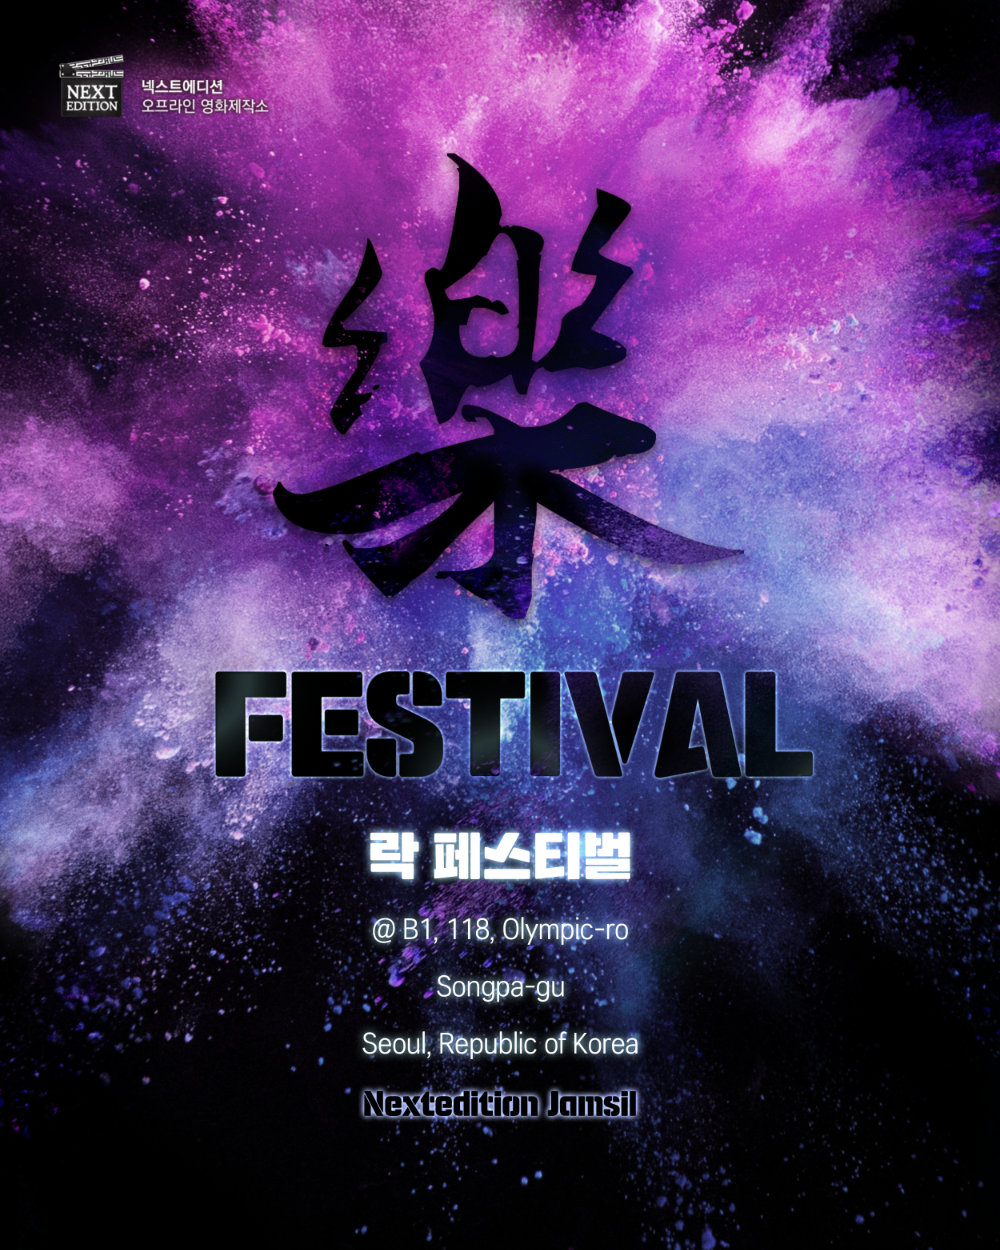 NEXT
EDITION
넥스트에디션
오프라인 영화제작소
樂
FESTIVAL
락 페스티벌
@ B1, 118, Olympic-ro
Songpa-gu
Seoul, Republic of Korea
Nextedition Jamsil